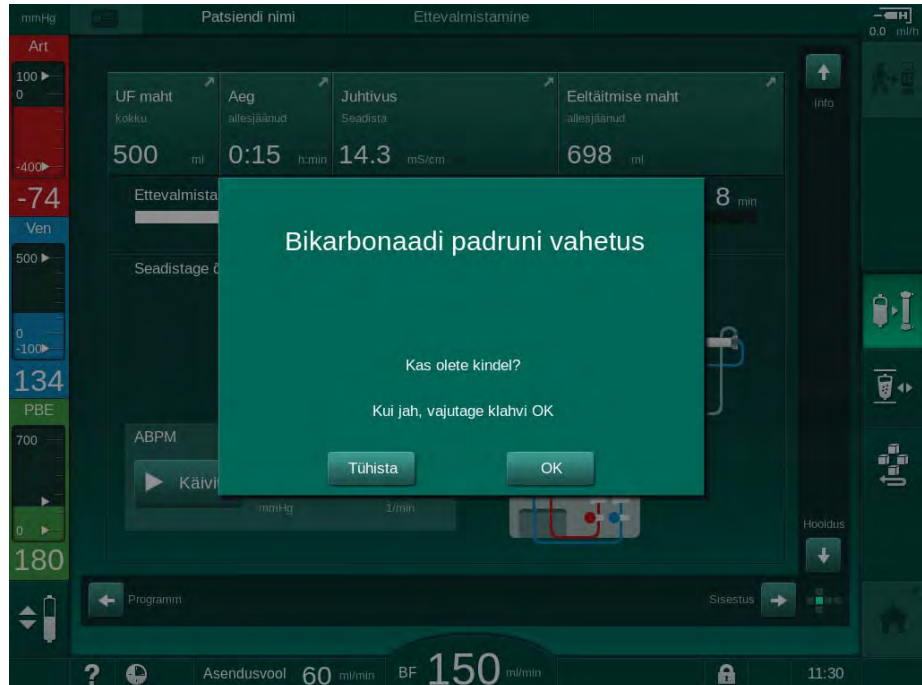 mmHg
Patsiendi nimi
Ettevalmistamine
H
0.0 ml/h
Art
100
0
-400
-74
Ven
500
0
-100
134
PBE
700
0
180
UF maht
kokku
500 ml
Aeg
allesjäänud
0:15 h:min
Juhtivus
Seadista
14.3 mS/cm
Eeltäitmise maht
allesjäänud
698 ml
Info
Ettevalmista
8 min
Seadistage
Bikarbonaadi padruni vahetus
Kas olete kindel?
Kui jah, vajutage klahvi OK
Tühista
OK
ABPM
Käivi
mmHg
1/min
Hooldus
Programm
Sisestus
?
Asendusvool 60 ml/min
BF 150 ml/min
11:30